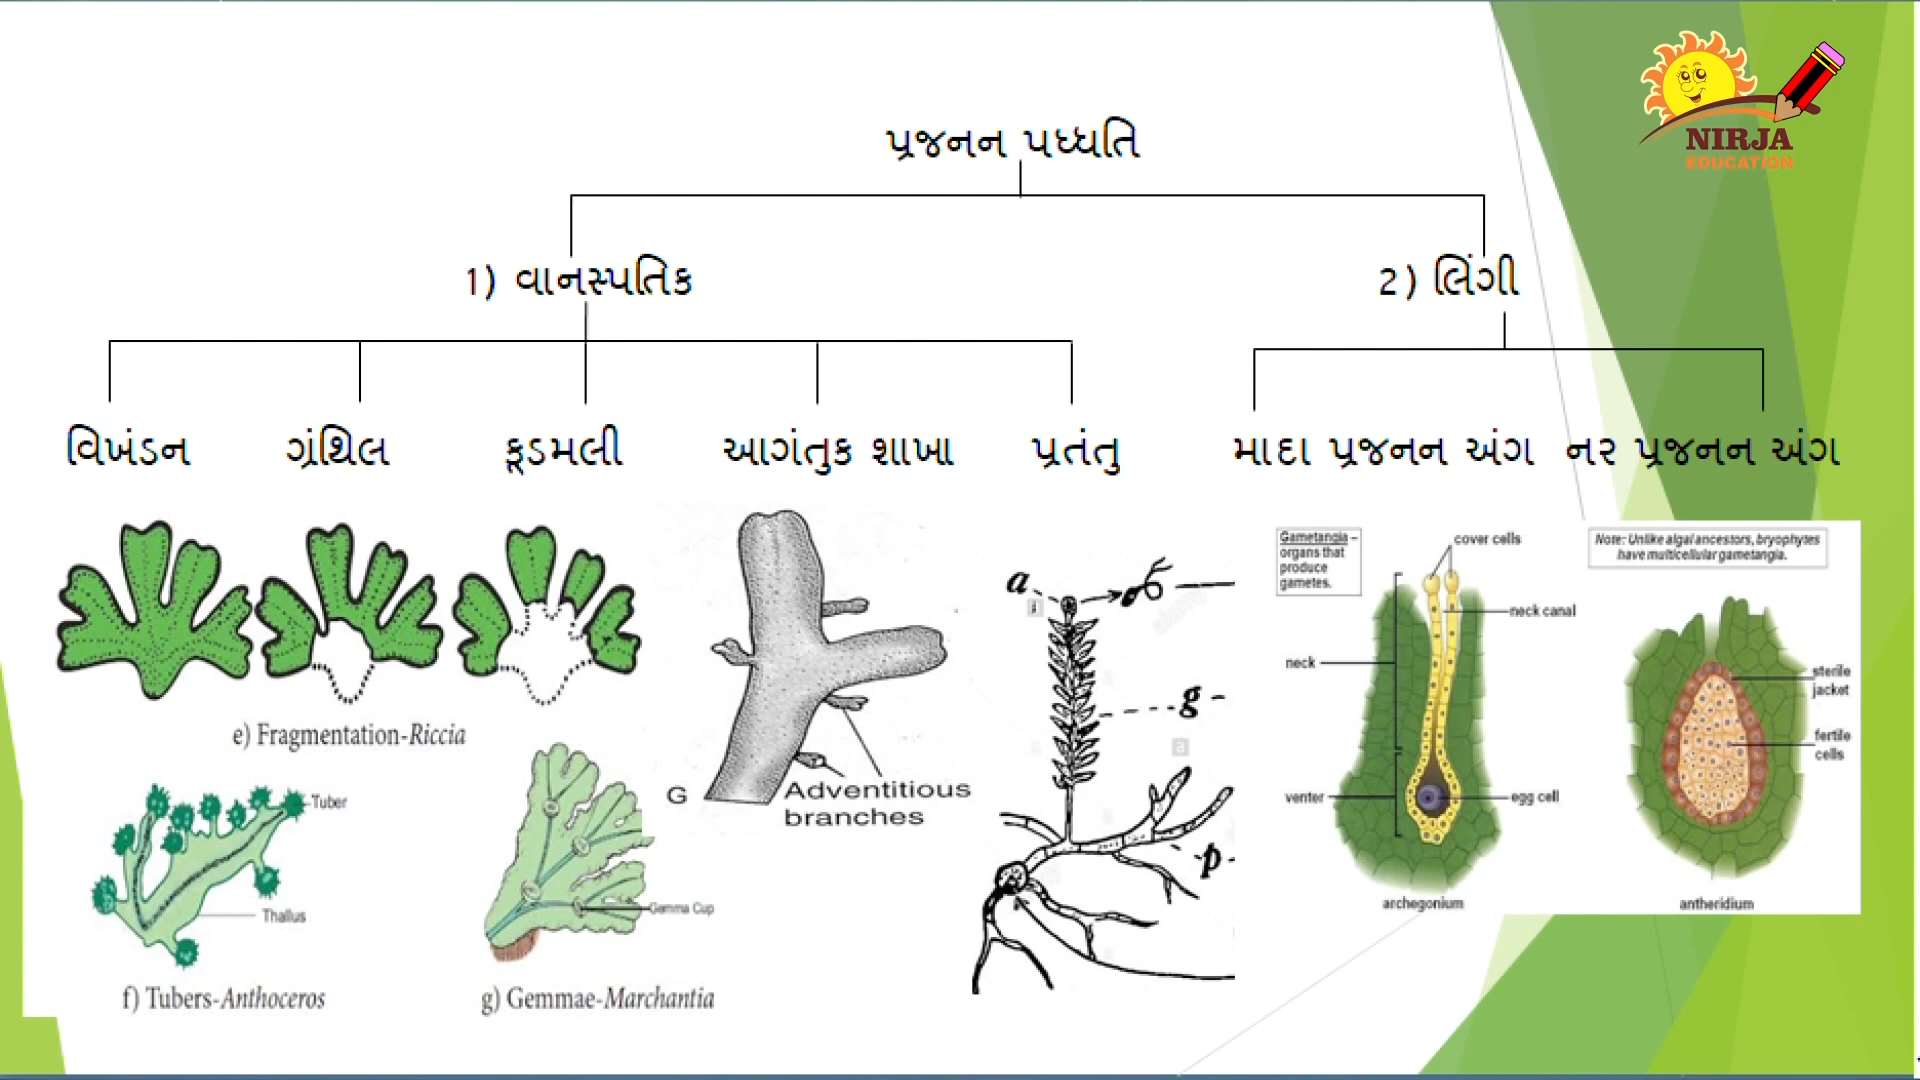 NIRJA
EDUCATION
પ્રજનન પધ્ધતિ
1) વાનસ્પતિક
2) લિંગી
વિખંડન
ગ્રંથિલ
કૂડમલી
આગંતુક શાખા
પ્રતંતુ
માદા પ્રજનન અંગ
નર પ્રજનન અંગ
e) Fragmentation-Riccia
Tuber
Thallus
f) Tubers-Anthoceros
Gemma Cup
g) Gemmae-Marchantia
G
Adventitious
branches
a
g
p
Gametangia –
organs that
produce
gametes.
cover cells
neck canal
neck
venter
egg cell
archegonium
Note: Unlike algal ancestors, bryophytes
have multicellular gametangia.
sterile
jacket
fertile
cells
antheridium